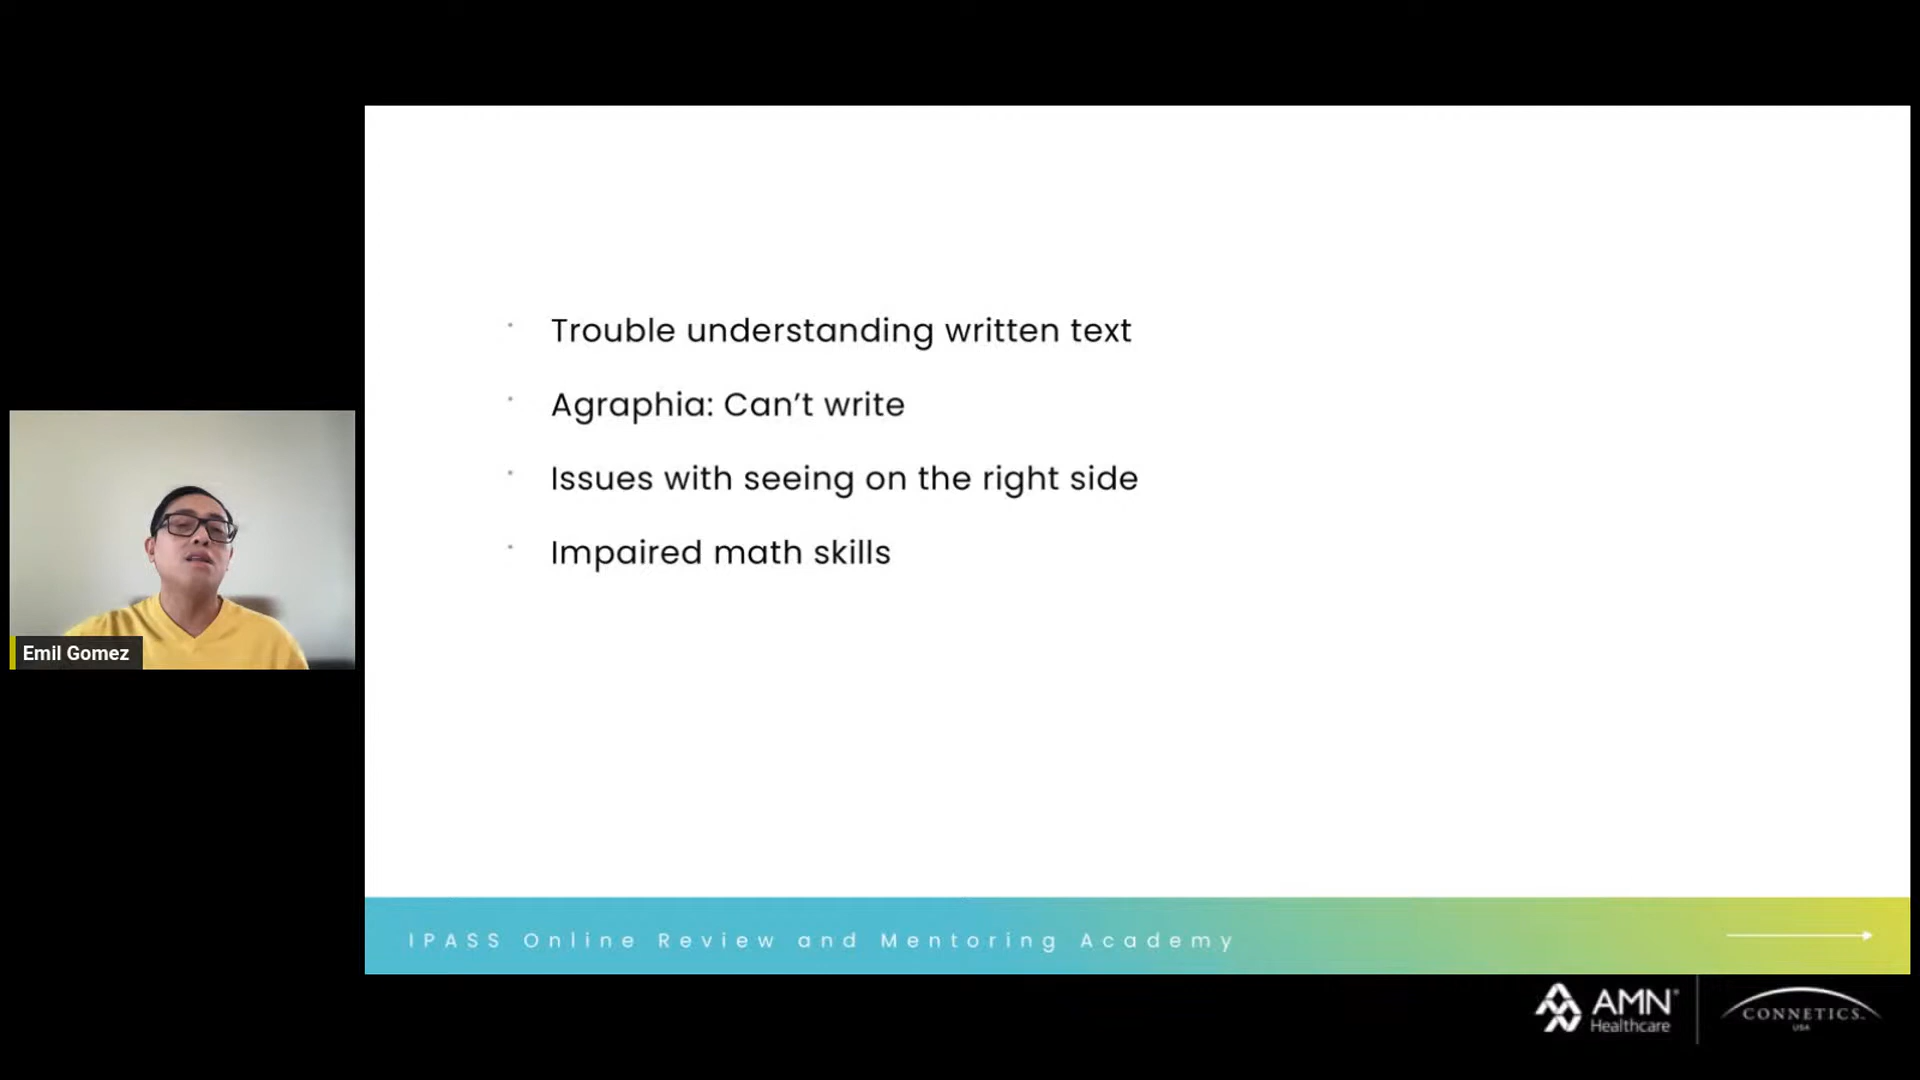 Trouble understanding written text
Agraphia: Can’t write
Issues with seeing on the right side
Impaired math skills
Emil Gomez
IPASS Online Review and Mentoring Academy
AMN
Healthcare
CONNETICS
USA